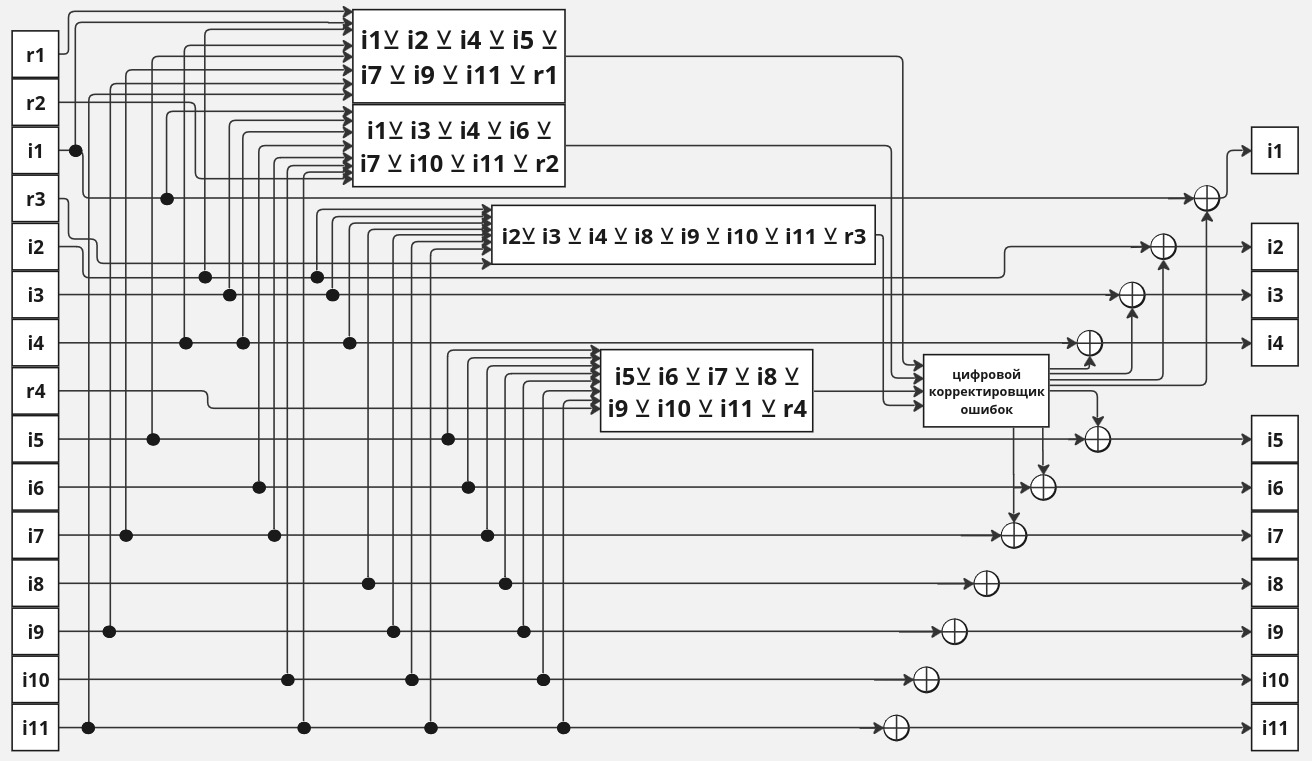 r1
r2
i1
r3
i2
i3
i4
r4
i5
i6
i7
i8
i9
i10
i11
i1⊻ i2 ⊻ i4 ⊻ i5 ⊻
i7 ⊻ i9 ⊻ i11 ⊻ r1
i1⊻ i3 ⊻ i4 ⊻ i6 ⊻
i7 ⊻ i10 ⊻ i11 ⊻ r2
i2⊻ i3 ⊻ i4 ⊻ i8 ⊻ i9 ⊻ i10 ⊻ i11 ⊻ r3
i5⊻ i6 ⊻ i7 ⊻ i8 ⊻
i9 ⊻ i10 ⊻ i11 ⊻ r4
цифровой
корректировщик
ошибок
i1
i2
i3
i4
i5
i6
i7
i8
i9
i10
i11